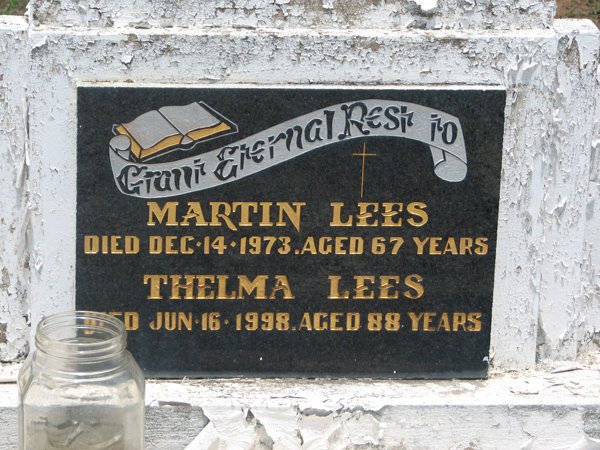 Grant Eternal Rest to
MARTIN LEES
DIED DEC·14·1973.AGED 67 YEARS
THELMA LEES
DIED JUN·16·1998.AGED 88 YEARS